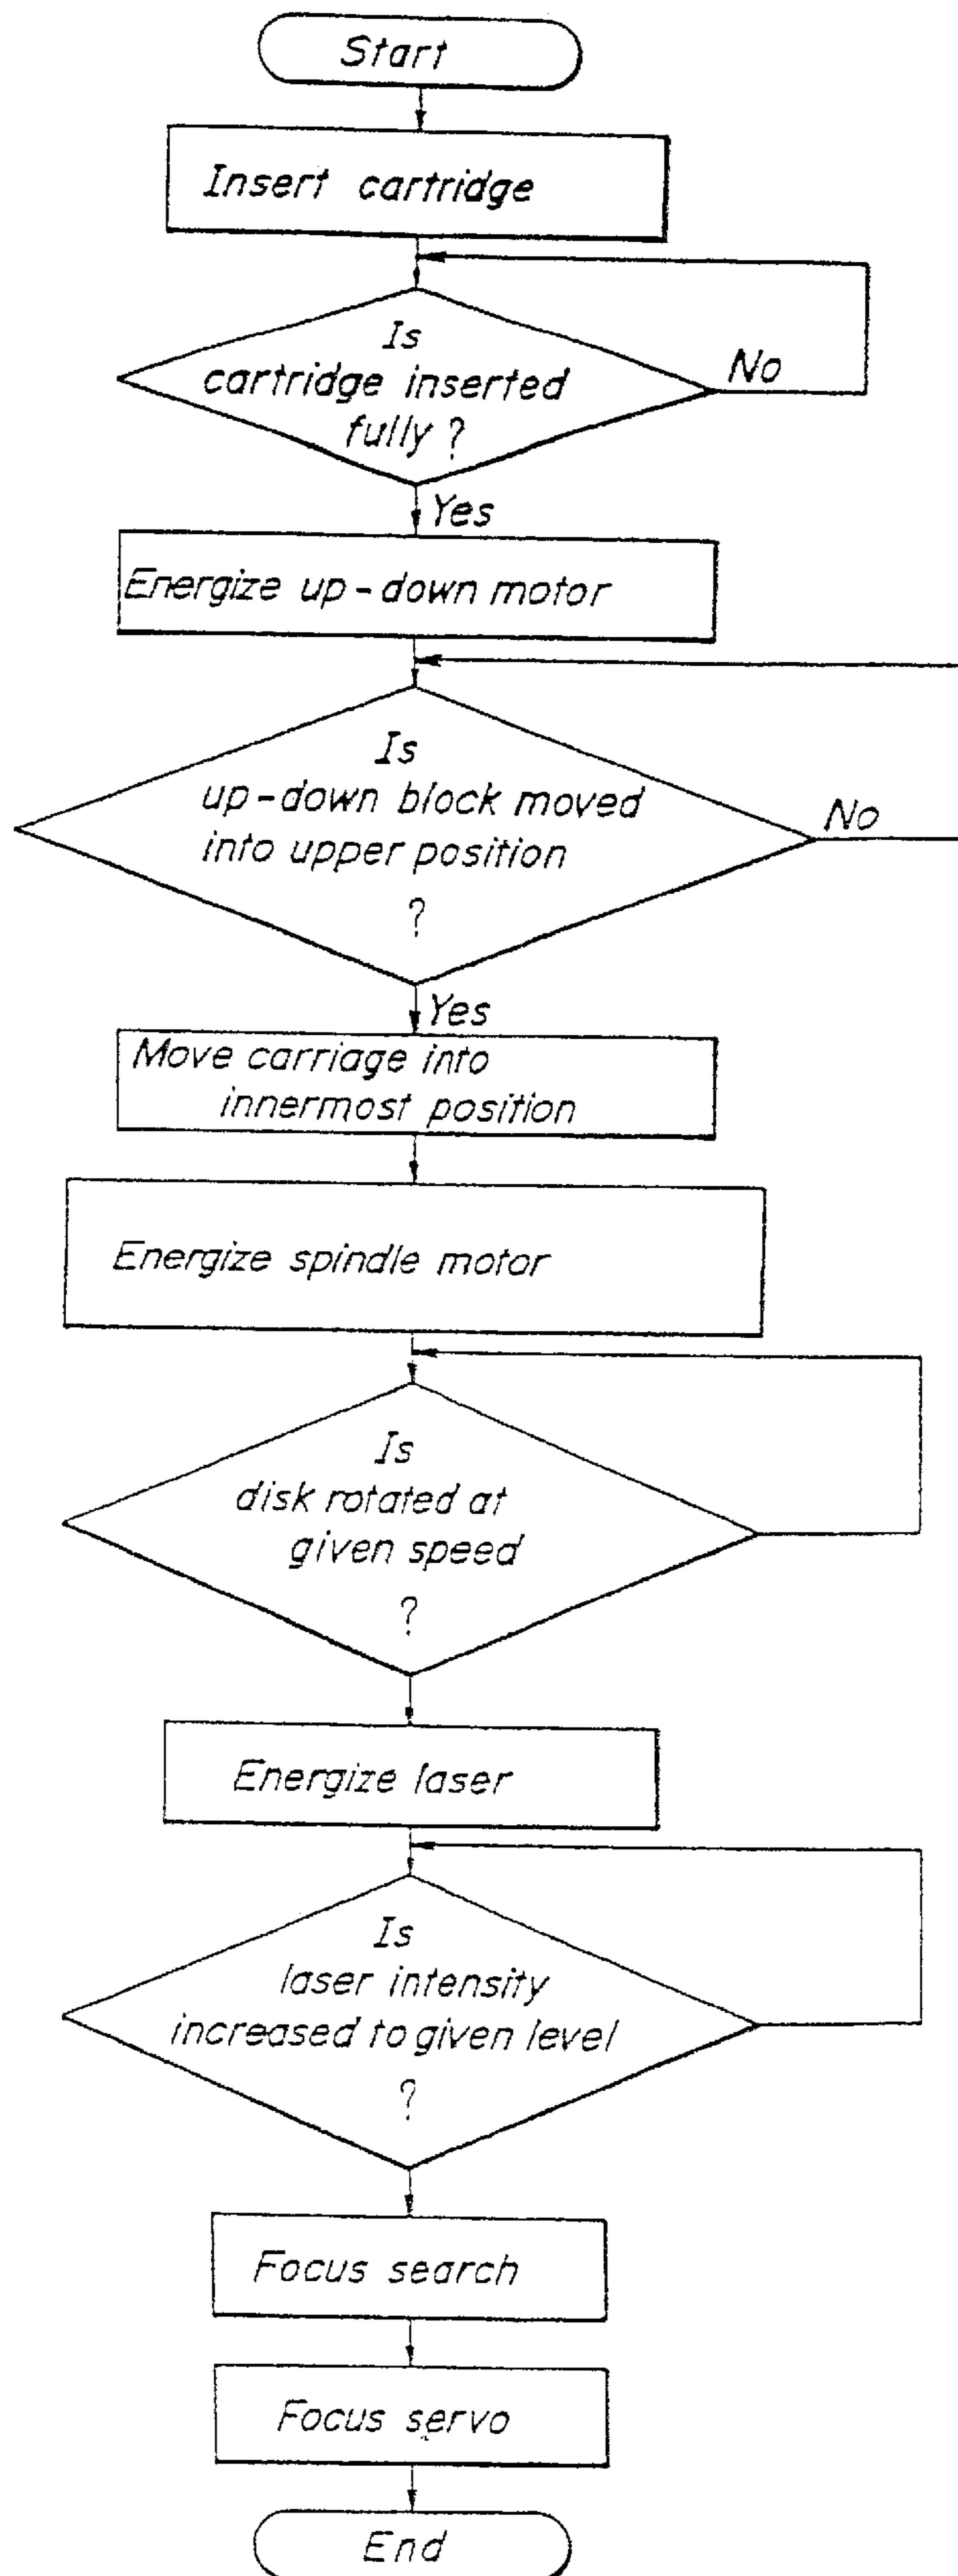 Start
Insert cartridge
Is
cartridge inserted
fully ?
No
Yes
Energize up-down motor
Is
up-down block moved
into upper position
?
No
Yes
Move carriage into
innermost position
Energize spindle motor
Is
disk rotated at
given speed
?
Energize laser
Is
laser intensity
increased to given level
?
Focus search
Focus servo
End